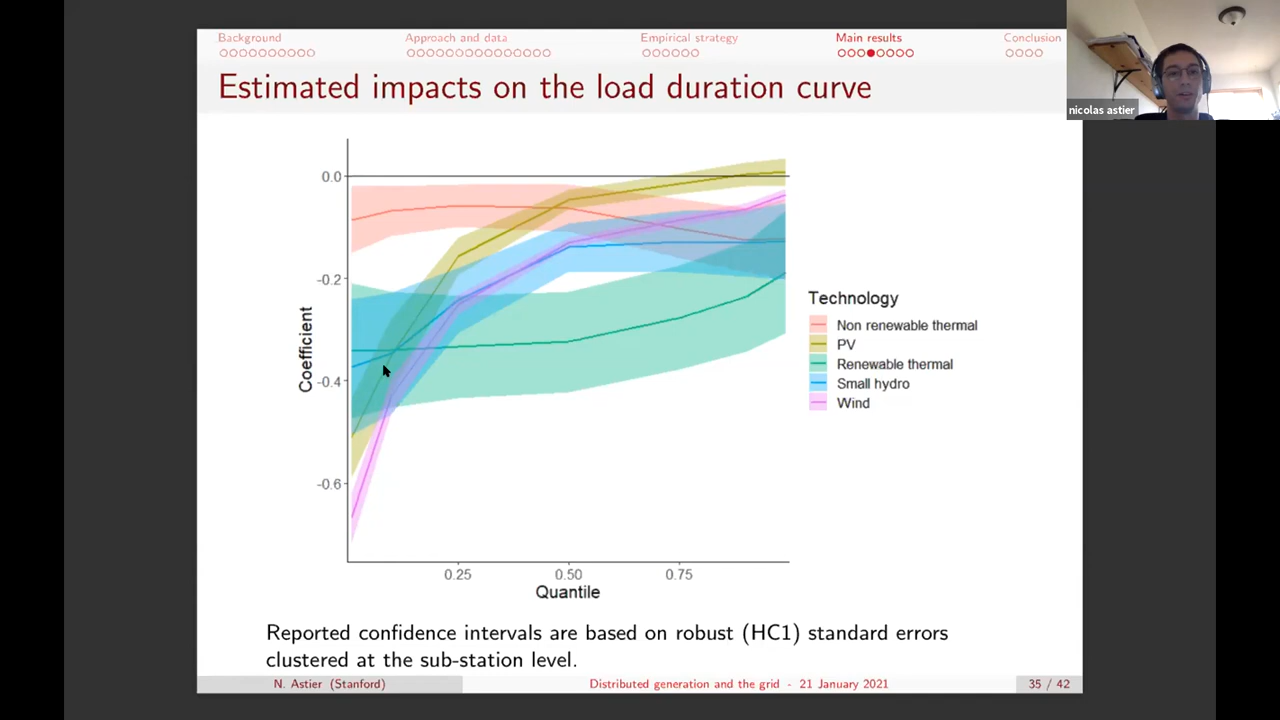 Background Approach and data Empirical strategy Main results Conclusion
nicolas astier
Estimated impacts on the load duration curve
0.0
-0.2
-0.4
-0.6
Coefficient
0.25 0.50 0.75
Quantile
Technology
Non renewable thermal
PV
Renewable thermal
Small hydro
Wind
Reported confidence intervals are based on robust (HC1) standard errors
clustered at the sub-station level.
N. Astier (Stanford) Distributed generation and the grid - 21 January 2021 35 / 42